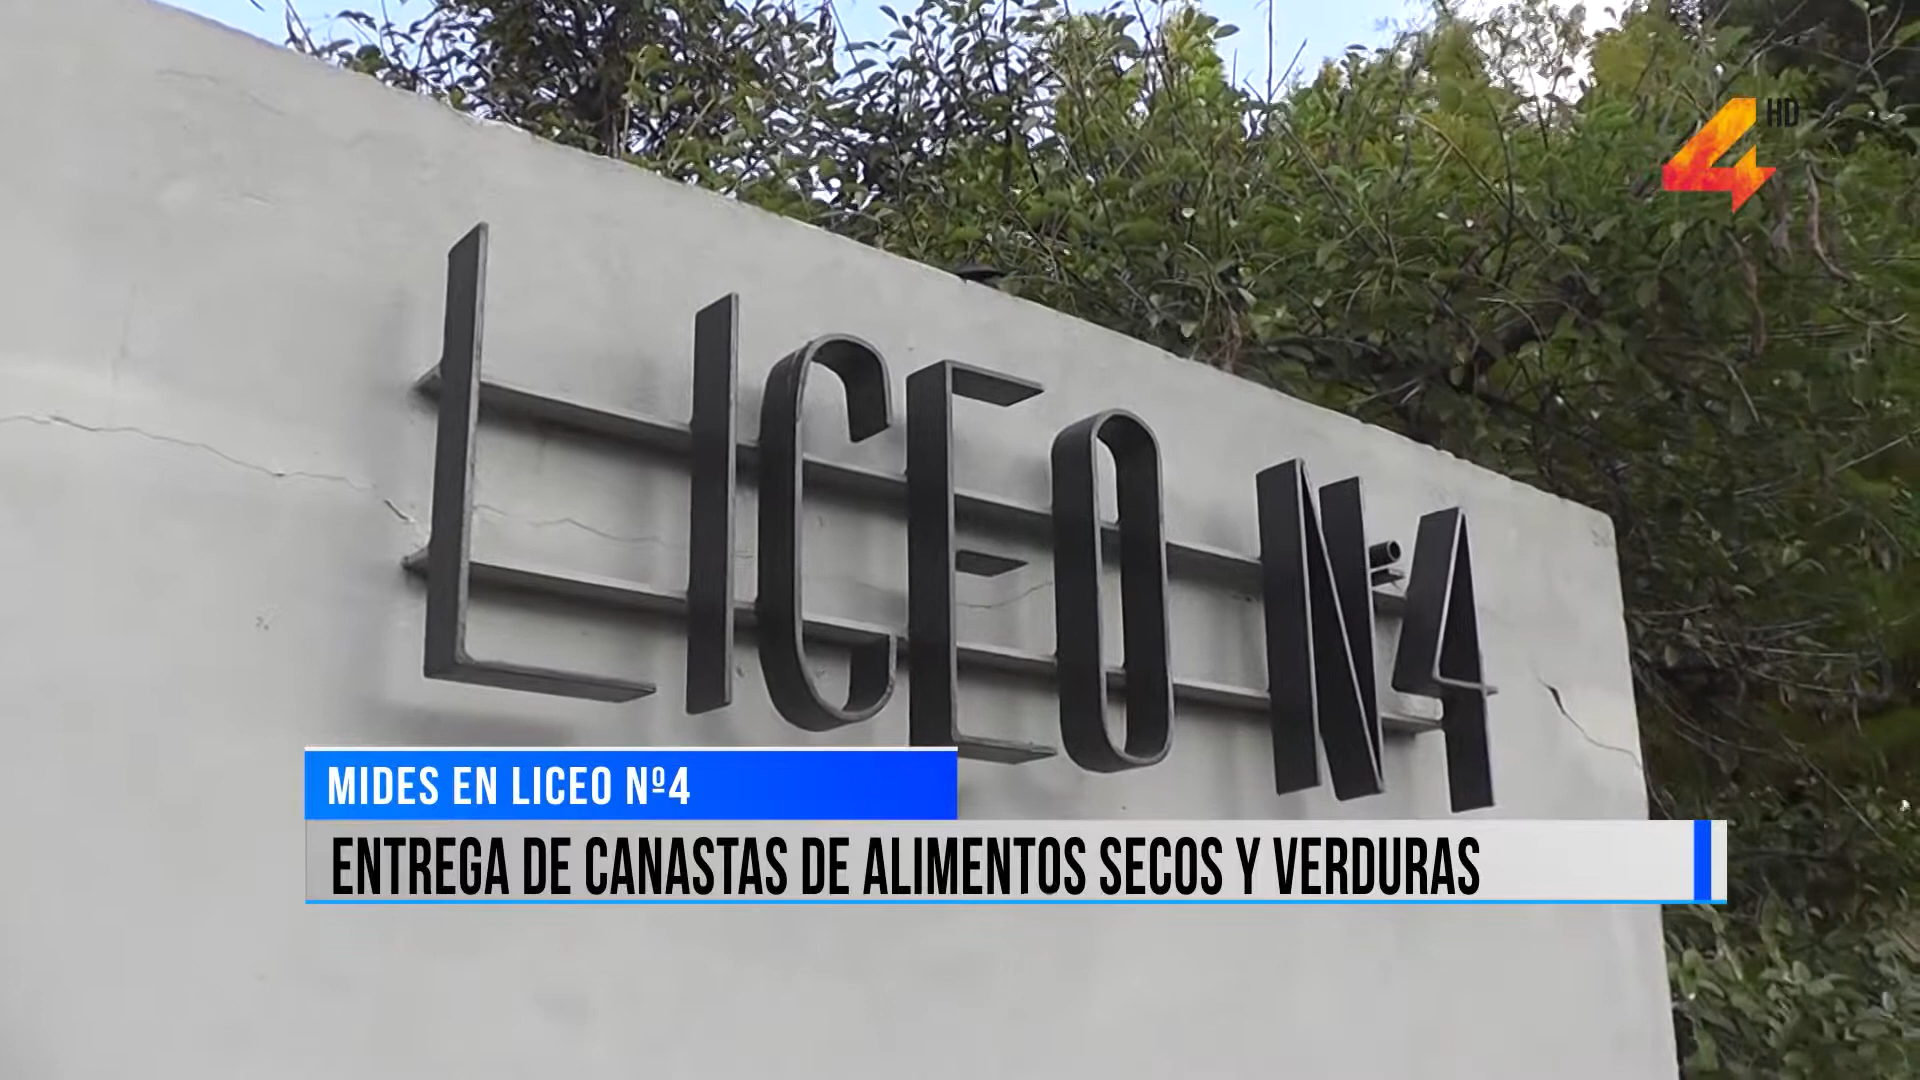 4 HD
LICEO Nº4
MIDES EN LICEO Nº4
ENTREGA DE CANASTAS DE ALIMENTOS SECOS Y VERDURAS